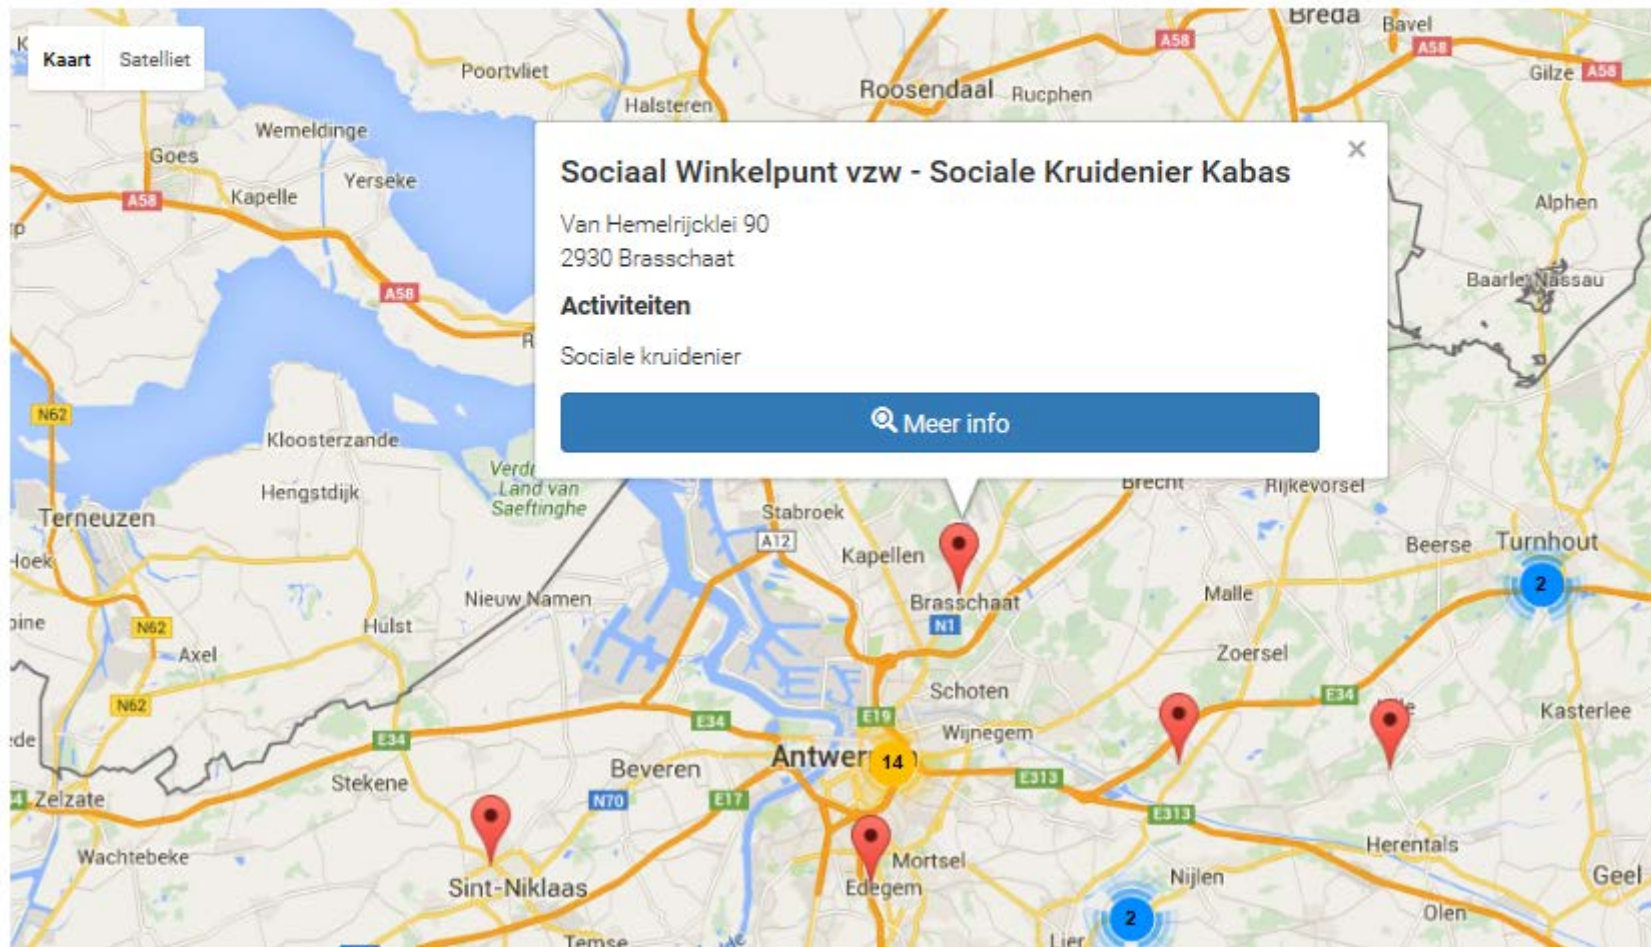 Breda
Bavel
Kaart
Satelliet
A58
A58
Poortvliet
Gilze
A58
Roosendaal
Rucphen
Halsteren
Wemeldinge
Goes
Sociaal Winkelpunt vzw - Sociale Kruidenier Kabas
×
Yerseke
A58
Kapelle
Alphen
Van Hemelrijcklei 90
2930 Brasschaat
A58
Baarle-Nassau
Activiteiten
Sociale kruidenier
N62
Meer info
Kloosterzande
Land van
Saeftinghe
Hengstdijk
Brecht
Rijkevorsel
Terneuzen
Stabroek
A12
Kapellen
Beerse
Turnhout
Hoek
2
Nieuw Namen
Brasschaat
N1
Malle
N62
Hulst
Axel
Zoersel
N62
Schoten
E34
E34
E19
Wijnegem
Kasterlee
E34
Stekene
Beveren
14
E313
Zelzate
N70
E17
E313
Wachtebeke
Sint-Niklaas
Mortsel
Edegem
Herentals
Nijlen
Geel
2
Olen
Temse
Lier